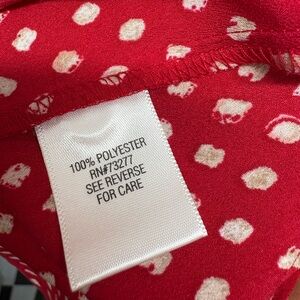 100% POLYESTER
RN#73277
SEE REVERSE
FOR CARE